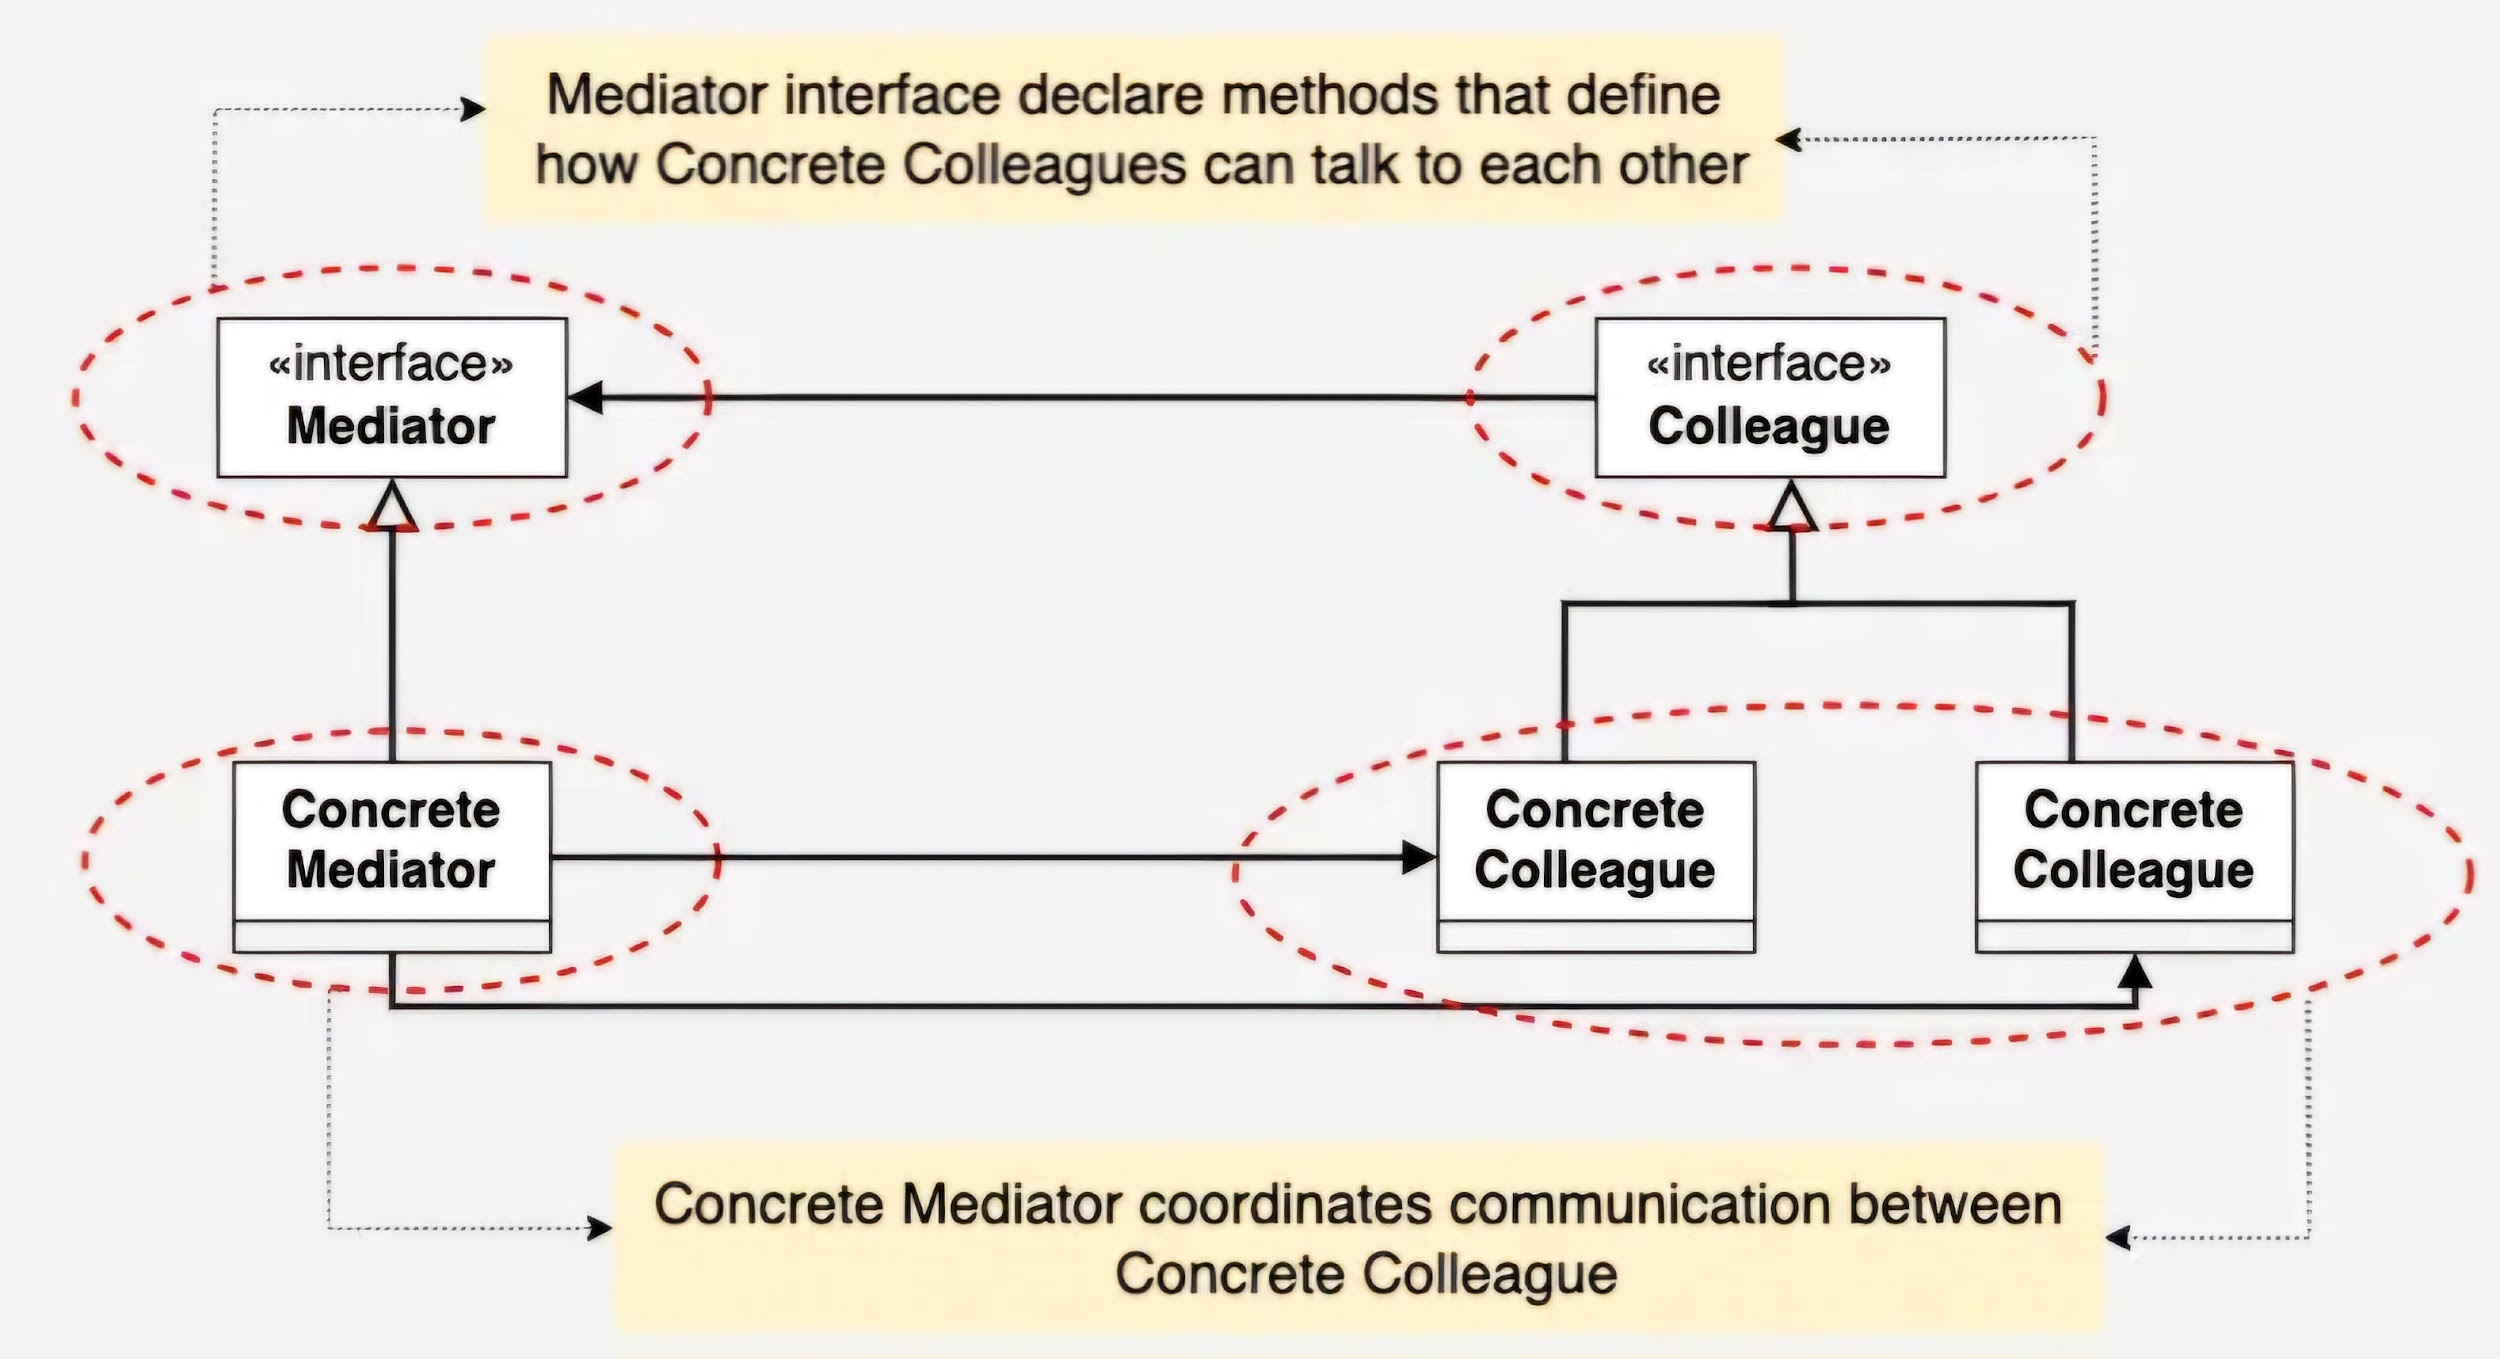 Mediator interface declare methods that define
how Concrete Colleagues can talk to each other
«interface»
Mediator
«interface»
Colleague
Concrete
Mediator
Concrete
Colleague
Concrete
Colleague
Concrete Mediator coordinates communication between
Concrete Colleague